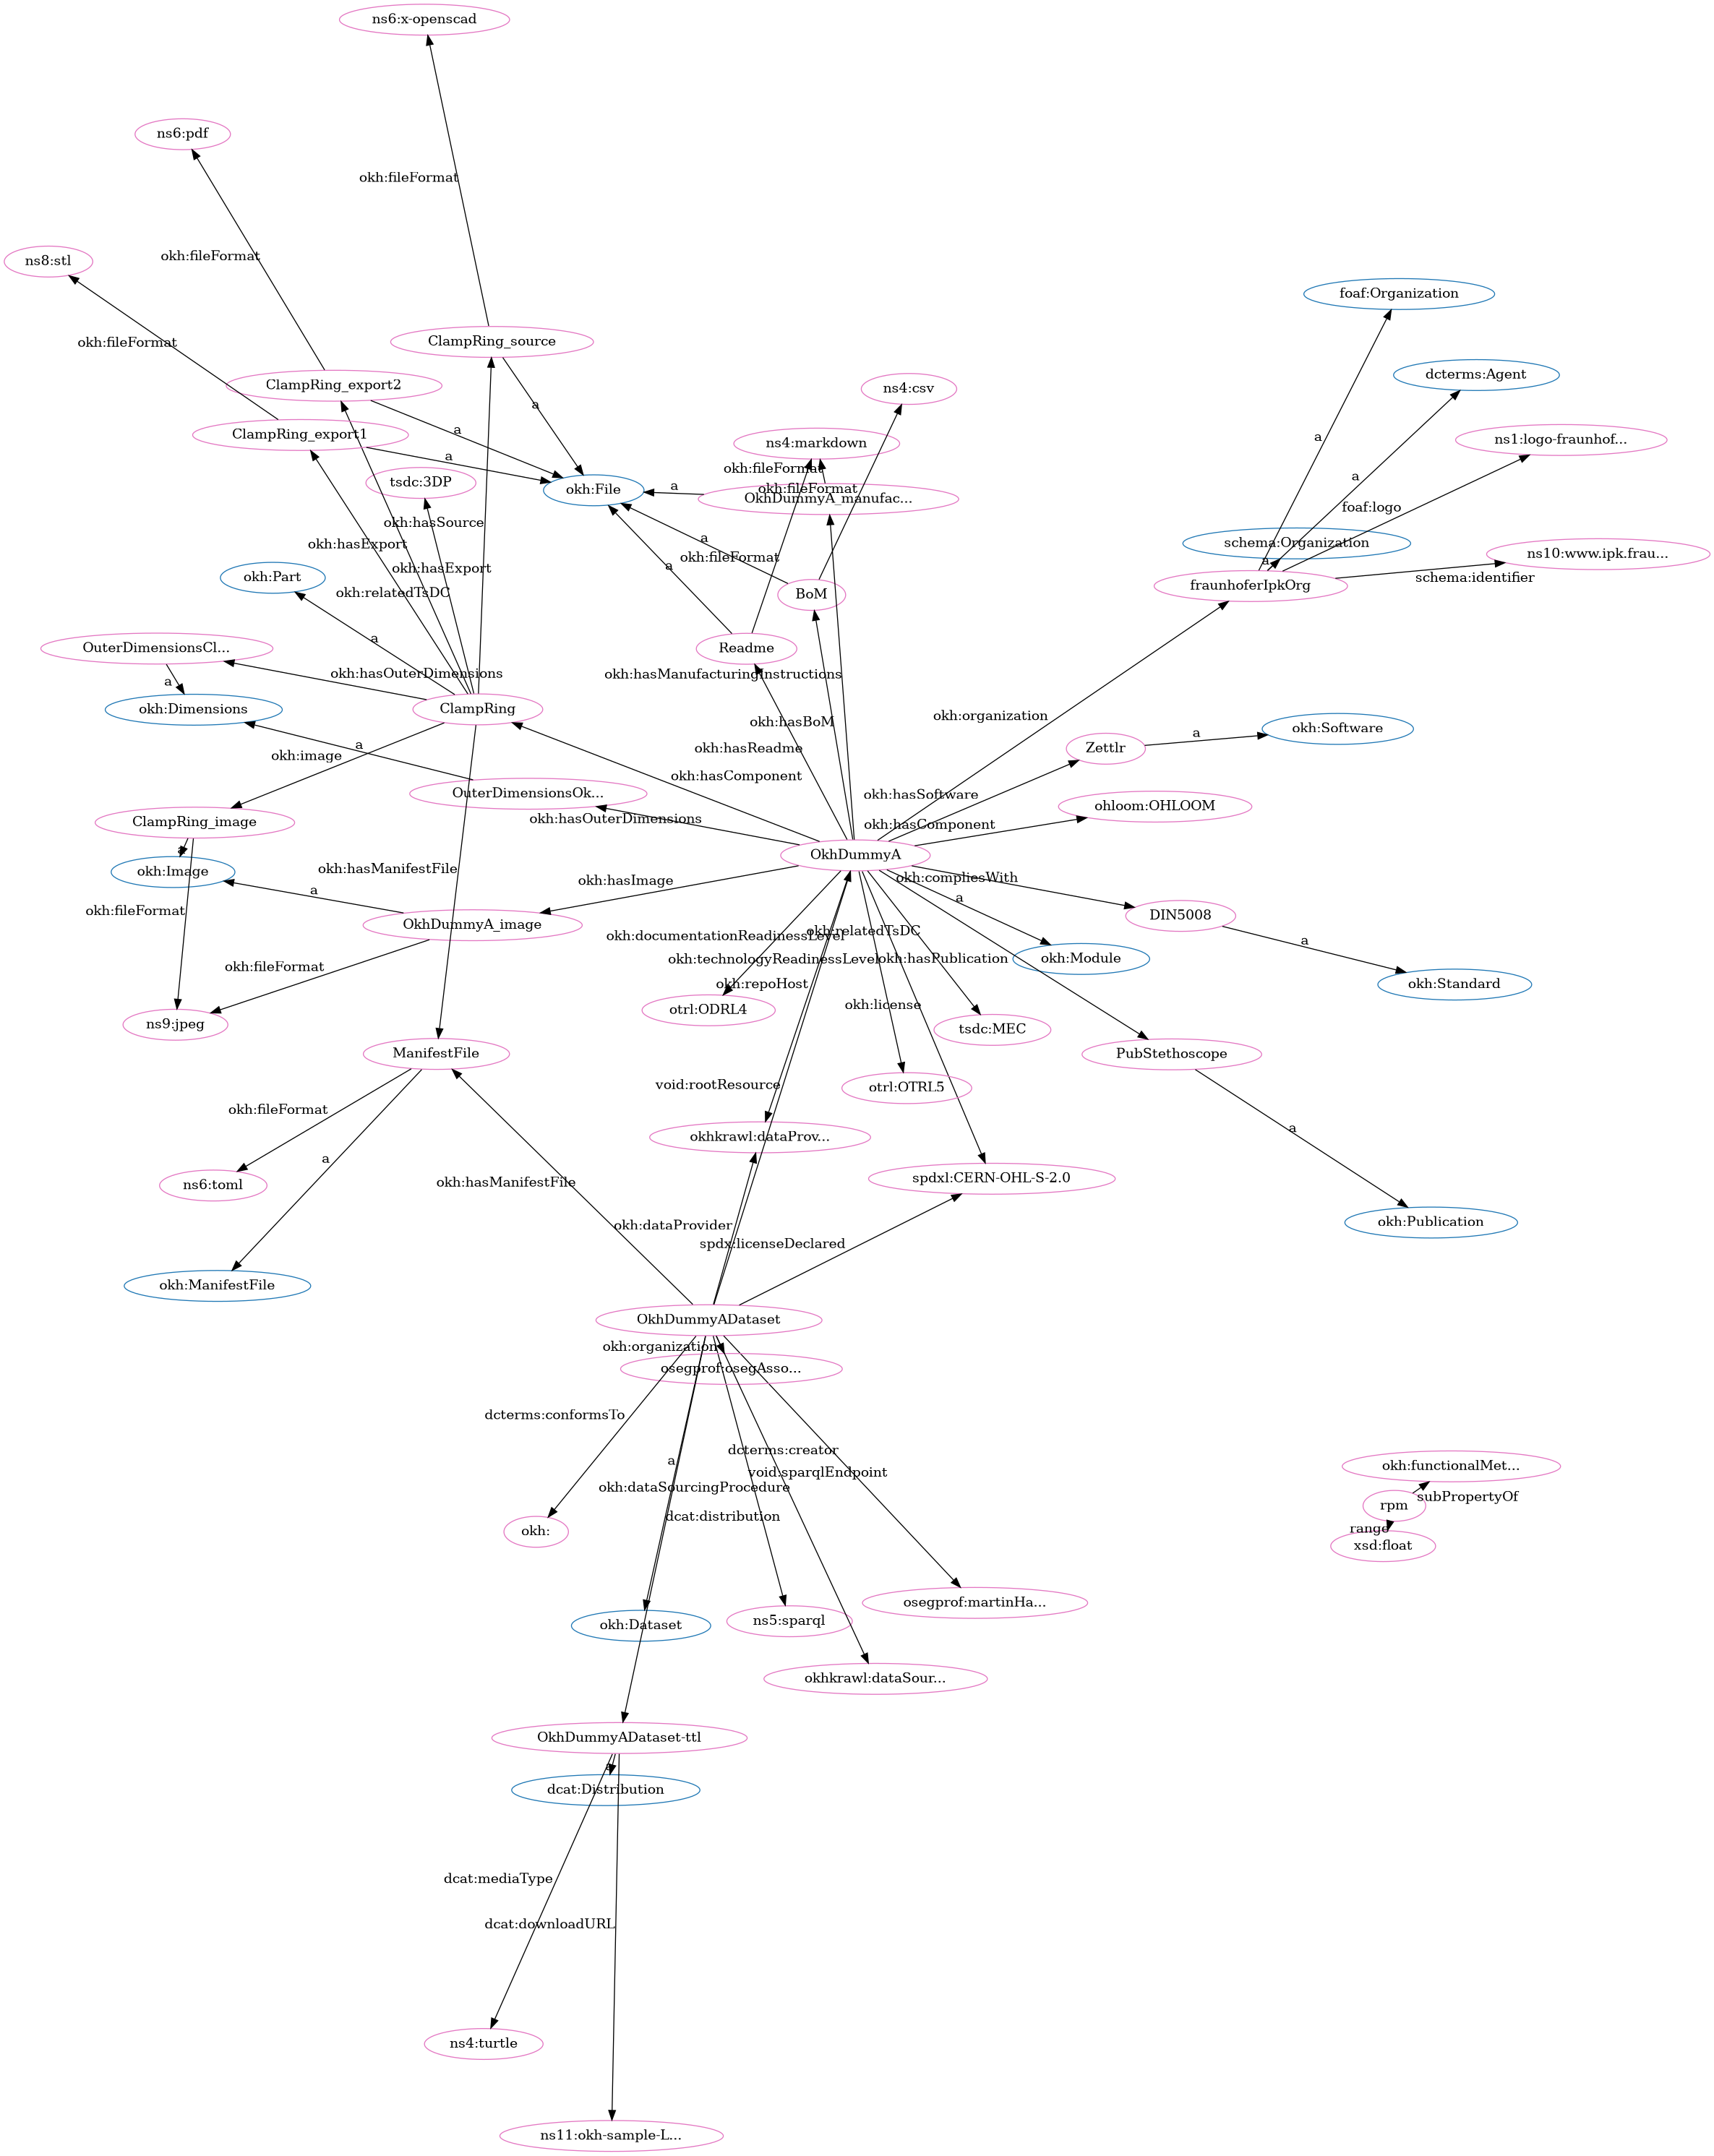 ns6:x-openscad
ns6:pdf
okh:fileFormat
okh:fileFormat
ns8:stl
foaf:Organization
okh:fileFormat
ClampRing_source
dcterms:Agent
ClampRing_export2
ns4:csv
a
ClampRing_export1
a
a
a
ns4:markdown
ns1:logo-fraunhof...
okh:fileFormat
a
tsdc:3DP
okh:File
a
okh:fileFormat
OkhDummyA_manufac...
foaf:logo
okh:hasSource
a
okh:hasExport
schema:Organization
okh:fileFormat
ns10:www.ipk.frau...
a
a
okh:hasExport
okh:Part
schema:identifier
fraunhoferIpkOrg
okh:relatedTsDC
BoM
a
OuterDimensionsCl...
Readme
okh:hasOuterDimensions
okh:hasManufacturingInstructions
a
okh:Dimensions
ClampRing
okh:organization
okh:hasBoM
okh:Software
a
a
okh:hasReadme
Zettlr
okh:image
okh:hasComponent
OuterDimensionsOk...
okh:hasSoftware
ohloom:OHLOOM
okh:hasOuterDimensions
ClampRing_image
okh:hasComponent
a
OkhDummyA
okh:Image
okh:hasManifestFile
okh:hasImage
okh:compliesWith
a
a
okh:fileFormat
DIN5008
OkhDummyA_image
okh:documentationReadinessLevel
okh:relatedTsDC
a
okh:fileFormat
okh:technologyReadinessLevel
okh:hasPublication
okh:Module
okh:repoHost
okh:Standard
okh:license
otrl:ODRL4
ns9:jpeg
tsdc:MEC
ManifestFile
PubStethoscope
void:rootResource
otrl:OTRL5
okh:fileFormat
a
okhkrawl:dataProv...
a
ns6:toml
okh:hasManifestFile
spdxl:CERN-OHL-S-2.0
okh:dataProvider
okh:Publication
spdx:licenseDeclared
okh:ManifestFile
OkhDummyADataset
okh:organization
osegprof:osegAsso...
dcterms:conformsTo
dcterms:creator
a
void:sparqlEndpoint
okh:functionalMet...
okh:dataSourcingProcedure
subPropertyOf
rpm
dcat:distribution
range
okh:
xsd:float
osegprof:martinHa...
okh:Dataset
ns5:sparql
okhkrawl:dataSour...
OkhDummyADataset-ttl
a
dcat:Distribution
dcat:mediaType
dcat:downloadURL
ns4:turtle
ns11:okh-sample-L...